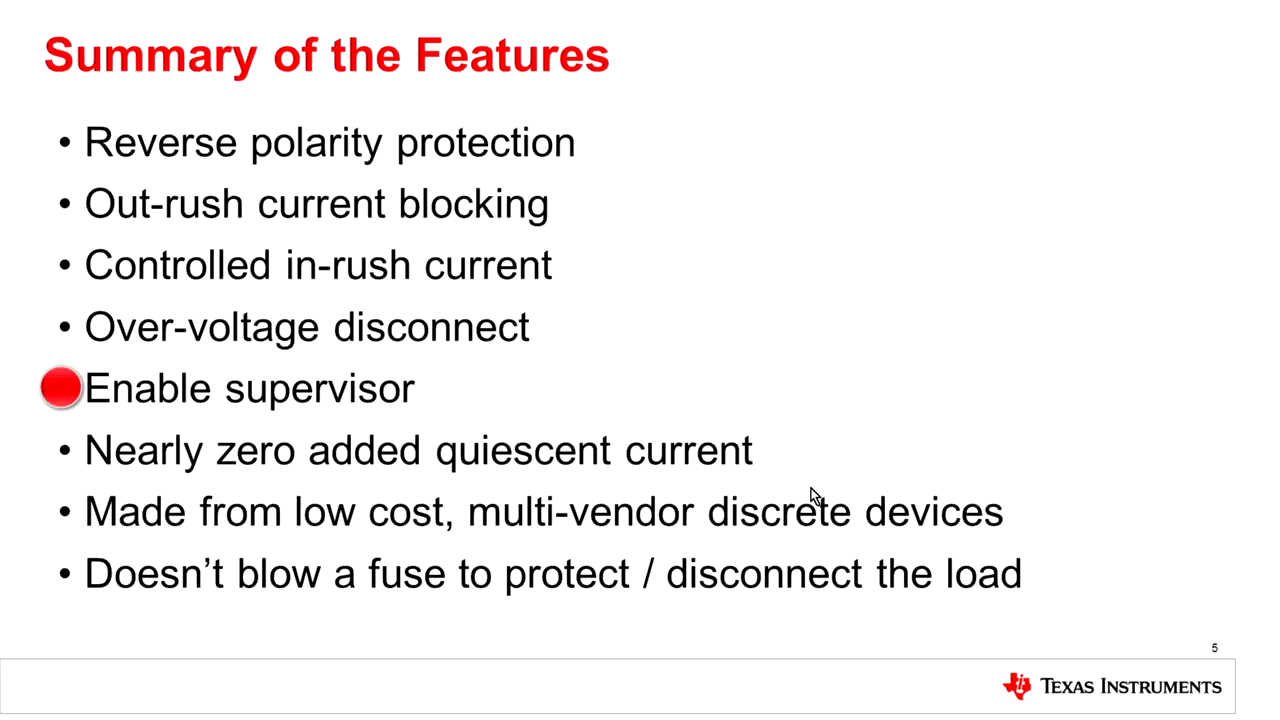 Summary of the Features
• Reverse polarity protection
• Out-rush current blocking
• Controlled in-rush current
• Over-voltage disconnect
Enable supervisor
• Nearly zero added quiescent current
• Made from low cost, multi-vendor discrete devices
• Doesn’t blow a fuse to protect / disconnect the load
5
TEXAS INSTRUMENTS